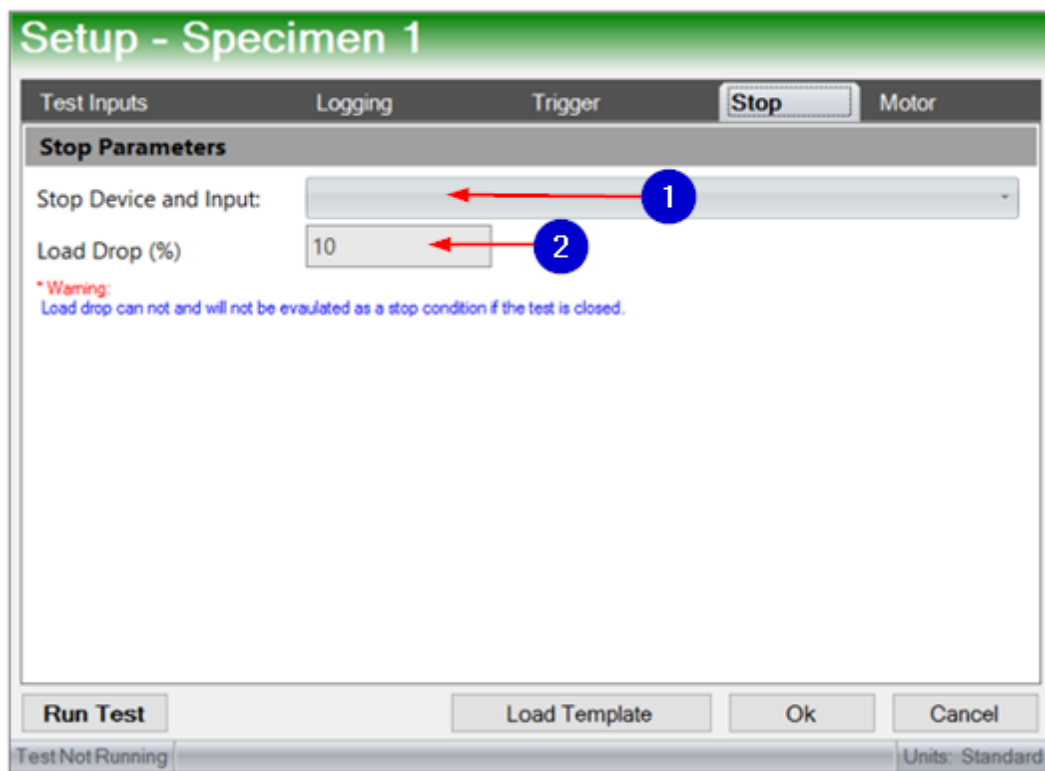 Setup - Specimen 1
Test Inputs Logging Trigger Stop Motor
Stop Parameters
Stop Device and Input: 1
Load Drop (%) 10 2
* Warning:
Load drop can not and will not be evaulated as a stop condition if the test is closed.
Run Test Load Template Ok Cancel
Test Not Running Units: Standard